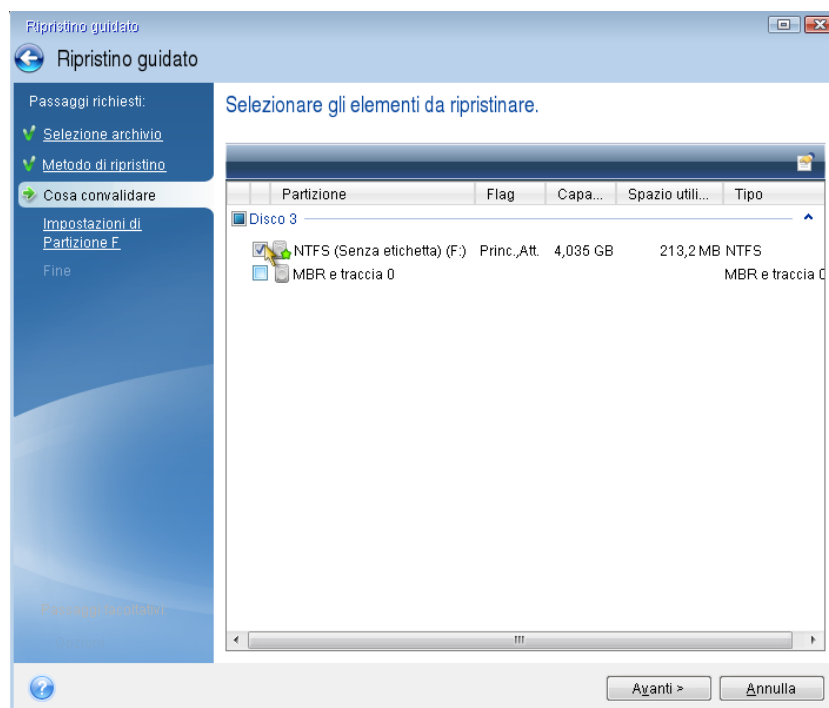 Ripristino guidato
Ripristino guidato
Passaggi richiesti:
Selezione archivio
Metodo di ripristino
Cosa convalidare
Impostazioni di
Partizione F
Fine
Selezionare gli elementi da ripristinare.
Partizione Flag Capa... Spazio utili... Tipo
Disco 3
NTFS (Senza etichetta) (F:) Princ.,Att. 4,035 GB 213,2 MB NTFS
MBR e traccia 0 MBR e traccia 0
Passaggi facoltativi:
Avanti >
Annulla